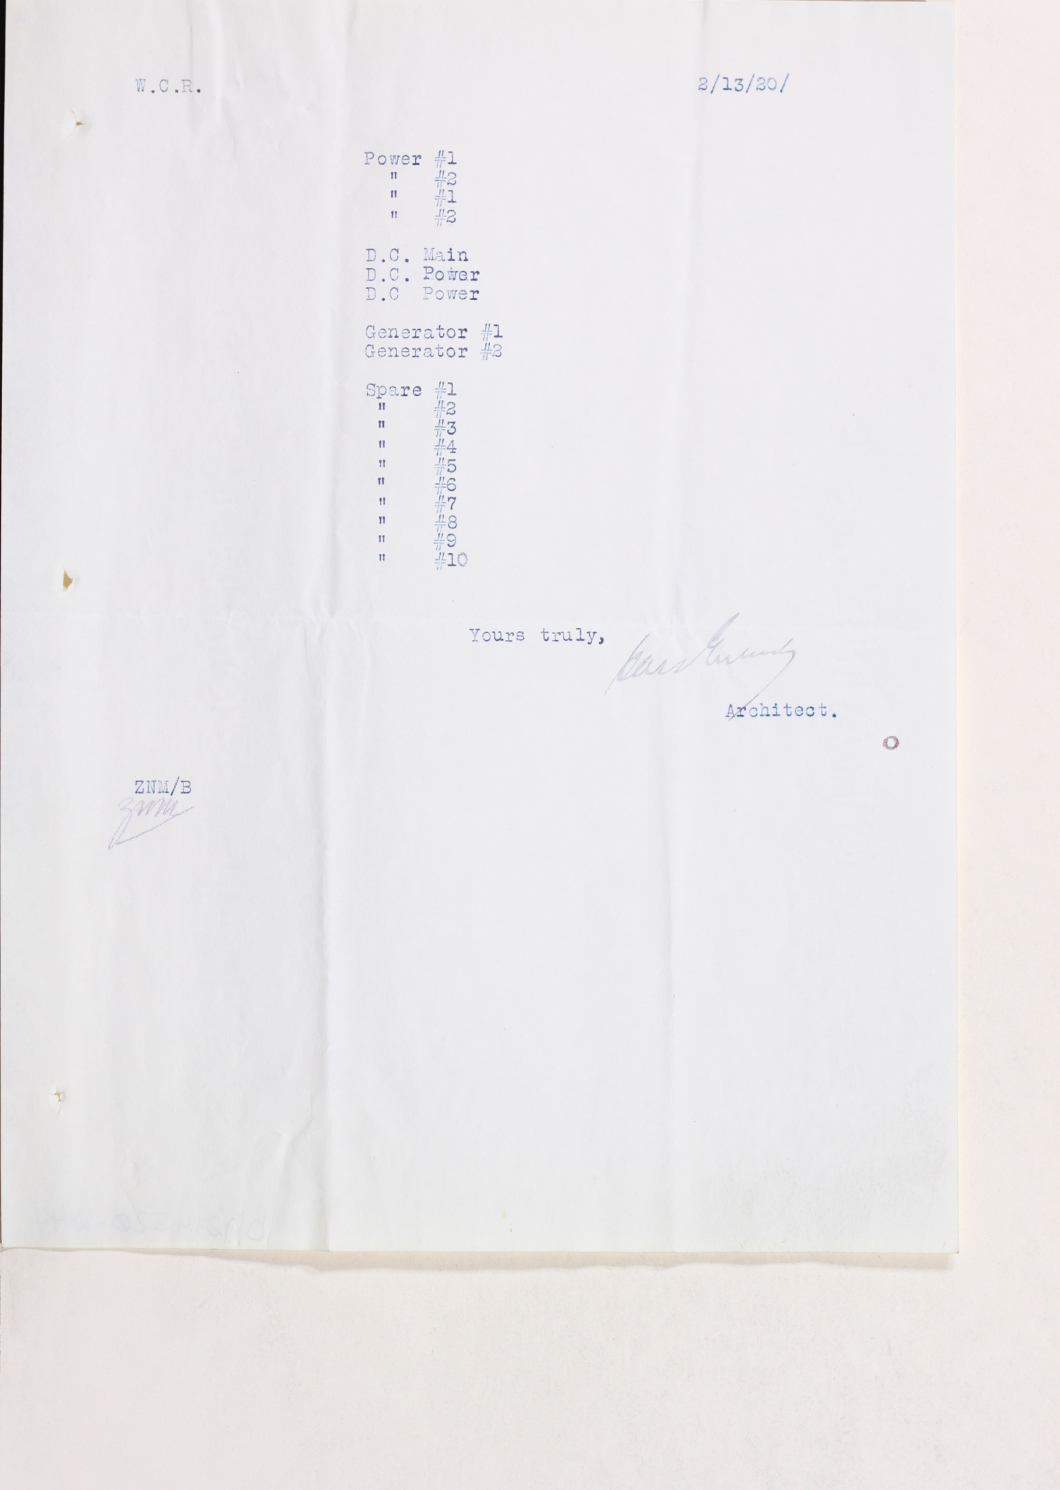 W.C.R. 2/13/20/
Power #1
" #2
" #1
" #2
D.C. Main
D.C. Power
D.C Power
Generator #1
Generator #2
Spare #1
" #2
" #3
" #4
" #5
" #6
" #7
" #8
" #9
" #10
Yours truly,
Architect.
ZNM/B
ZNM